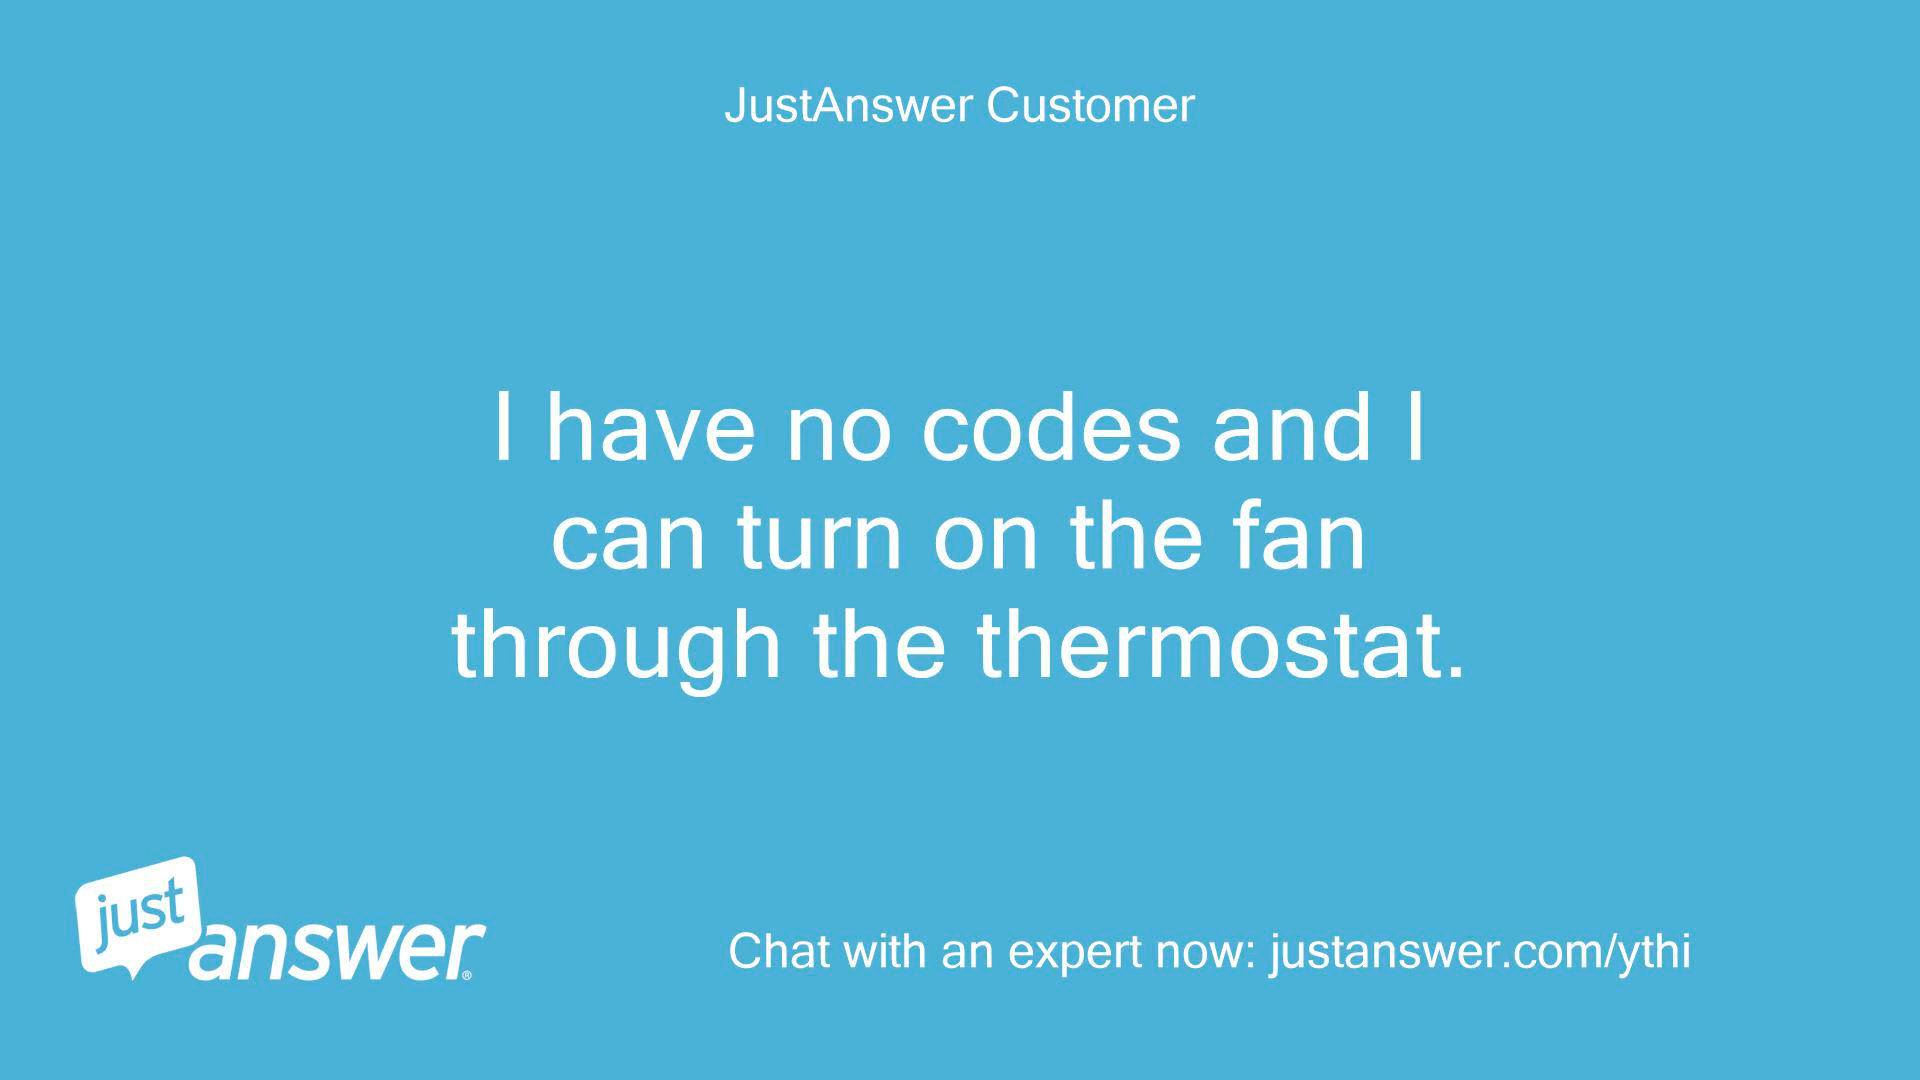 JustAnswer Customer
I have no codes and I
can turn on the fan
through the thermostat.
just
answer®
Chat with an expert now: justanswer.com/ythi